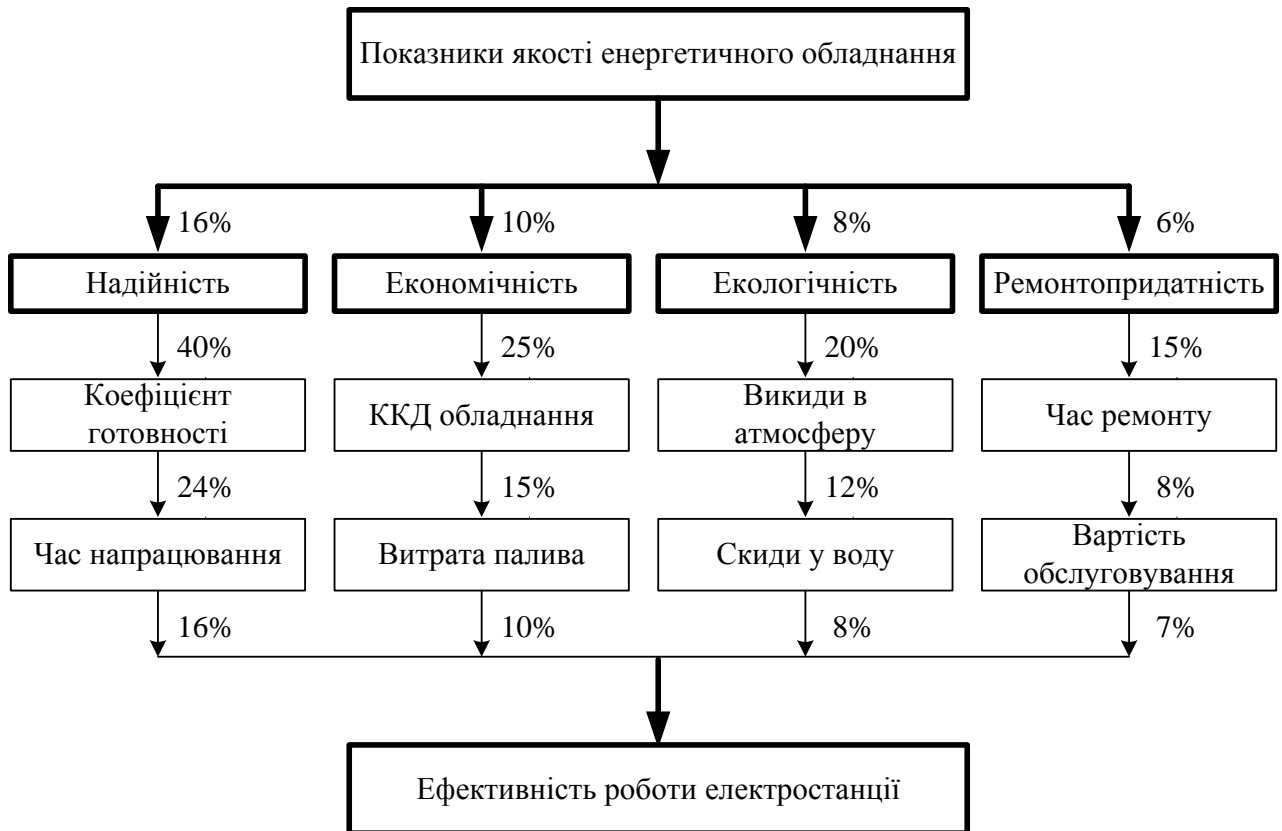 Показники якості енергетичного обладнання
16%
10%
8%
6%
Надійність
Економічність
Екологічність
Ремонтопридатність
40%
25%
20%
15%
Коефіцієнт
готовності
ККД обладнання
Викиди в
атмосферу
Час ремонту
24%
15%
12%
8%
Час напрацювання
Витрата палива
Скиди у воду
Вартість
обслуговування
16%
10%
8%
7%
Ефективність роботи електростанції